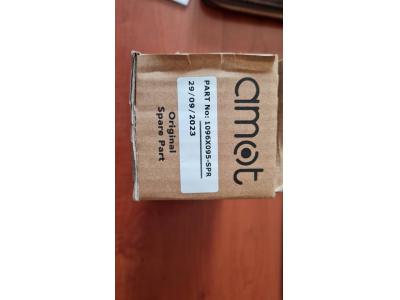 amot
PART No: 1096X095-SPR
29/09/2023
Original
Spare Part